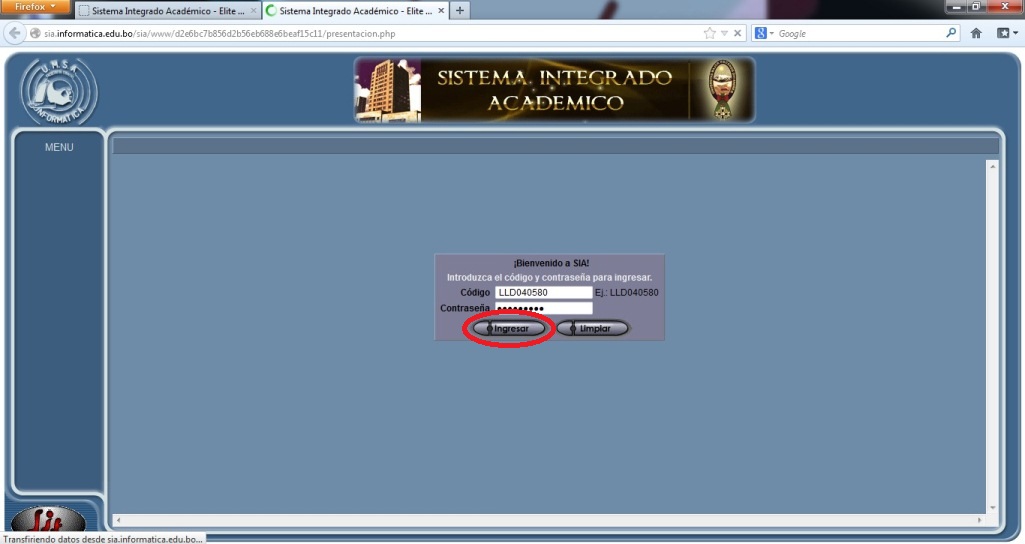 Firefox
Sistema Integrado Académico - Elite ...
Sistema Integrado Académico - Elite ...
sia.informatica.edu.bo/sia/www/d2e6bc7b856d2b56eb688e6beaf15c11/presentacion.php
Google
U.M.S.A.
INFORMATICA
SISTEMA INTEGRADO
ACADEMICO
MENU
¡Bienvenido a SIA!
Introduzca el código y contraseña para ingresar.
Código LLD040580 Ej.: LLD040580
Contraseña •••••••••
Ingresar Limpiar
Transfiriendo datos desde sia.informatica.edu.bo...